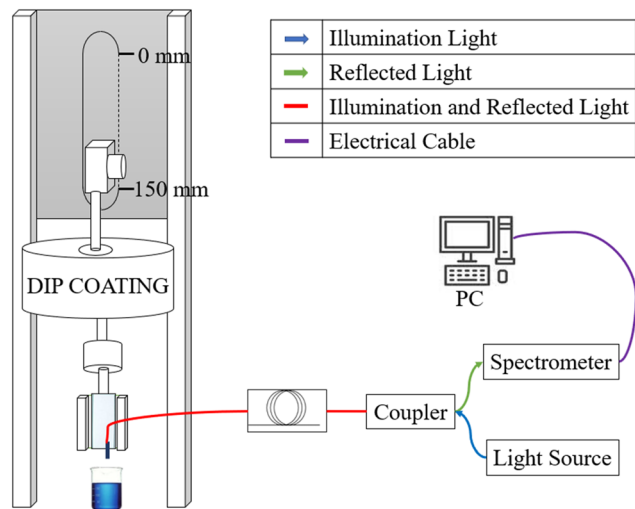 0 mm
150 mm
DIP COATING
Illumination Light
Reflected Light
Illumination and Reflected Light
Electrical Cable
PC
Spectrometer
Coupler
Light Source